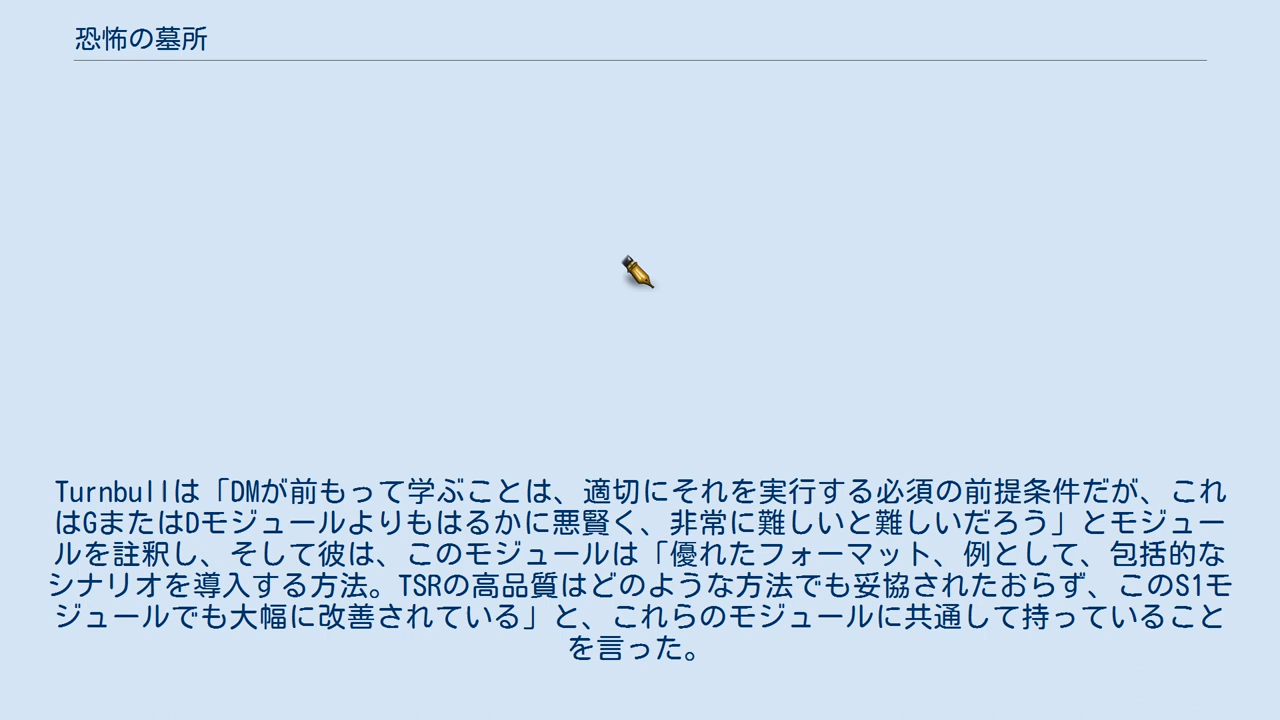 恐怖の墓所
Turnbullは「DMが前もって学ぶことは、適切にそれを実行する必須の前提条件だが、これ
はGまたはDモジュールよりもはるかに悪賢く、非常に難しいと難しいだろう」とモジュー
ルを註釈し、そして彼は、このモジュールは「優れたフォーマット、例として、包括的な
シナリオを導入する方法。TSRの高品質はどのような方法でも妥協されたおらず、このS1モ
ジュールでも大幅に改善されている」と、これらのモジュールに共通して持っていること
を言った。